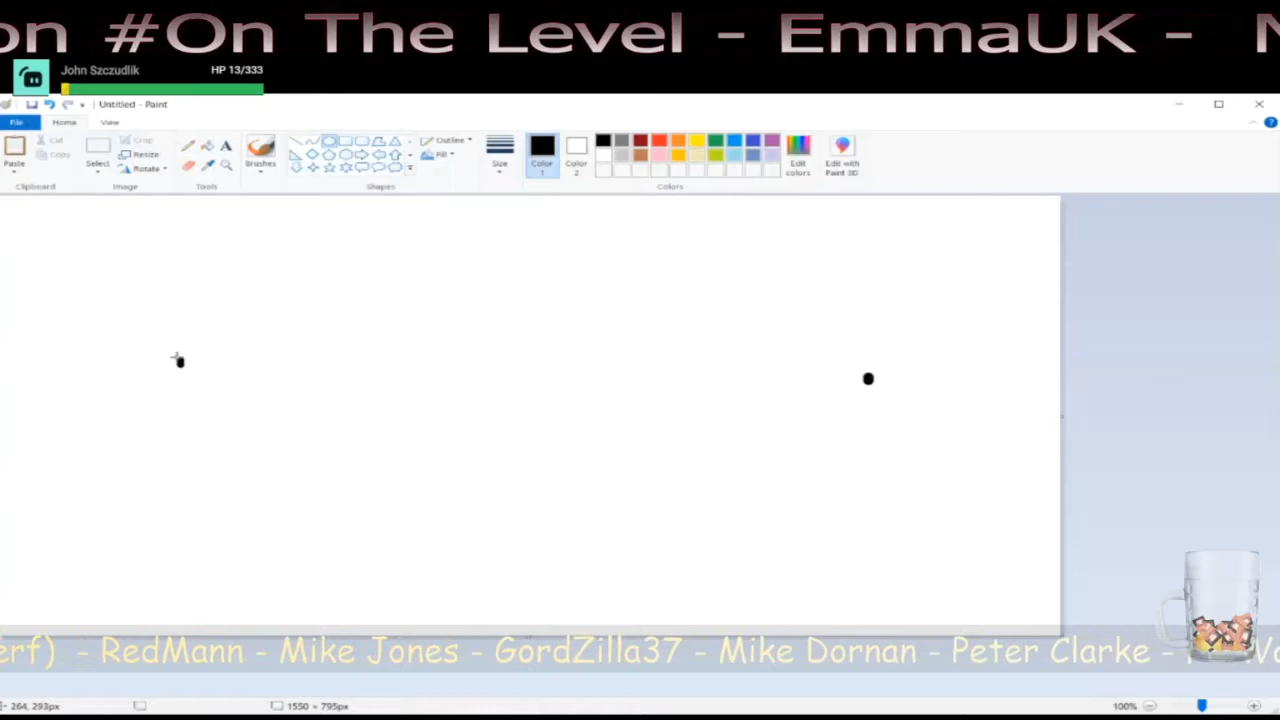 on #On The Level - EmmaUK - N
John Szczudlik HP 13/333
Untitled - Paint
File Home View
Paste Cut Copy Select Crop Resize Rotate A Brushes Outline Fill Size Color 1 Color 2 Edit colors Edit with Paint 3D
Clipboard Image Tools Shapes Colors
erf) - RedMann - Mike Jones - GordZilla37 - Mike Dornan - Peter Clarke -
264, 293px 1550 × 795px 100%